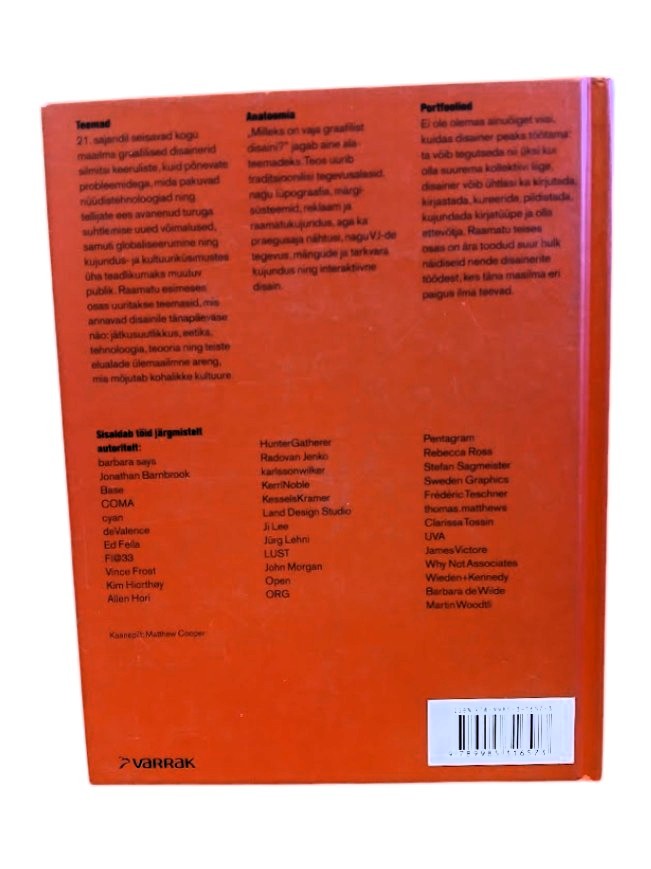 Teemad
21. sajandil seisavad kogu
maailma graafilised disainerid
silmitsi keeruliste, kuid põnevate
probleemidega, mida pakuvad
nüüdistehnoloogiad ning
tellijate ees avanenud turuga
suhtlemise uued võimalused,
samuti globaliseerumine ning
kujundus- ja kultuuriküsimustes
üha teadlikumaks muutuv
publik. Raamatu esimeses
osas uuritakse teemasid, mis
annavad disainile tänapäevase
näo: jätkusuutlikkus, eetika,
tehnoloogia, teooria ning teiste
elualade ülemaailmne areng,
mis mõjutab kohalikke kultuure.
Anatoomia
„Milleks on vaja graafilist
disaini?" jagab aine ala-
teemadeks. Teos uurib
traditsioonilisi tegevusalasid,
nagu tüpograafia, märgi-
süsteemid, reklaam ja
raamatukujundus, aga ka
praegusaja nähtusi, nagu VJ-de
tegevus, mängude ja tarkvara
kujundus ning interaktiivne
disain.
Portfooliod
Ei ole olemas ainuõiget viisi,
kuidas disainer peaks töötama:
ta võib tegutseda nii üksi kui
olla suurema kollektiivi liige,
disainer võib ühtlasi ka kirjutada,
kirjastada, kureerida, pildistada,
kujundada kirjatüüpe ja olla
ettevõtja. Raamatu teises
osas on ära toodud suur hulk
näidiseid nende disainerite
töödest, kes täna maailma eri
paigus ilma teevad.
Sisaldab töid järgmistelt
autoritelt:
barbara says
Jonathan Barnbrook
Base
COMA
cyan
deValence
Ed Fella
FI@33
Vince Frost
Kim Hiorthøy
Allen Hori
HunterGatherer
Radovan Jenko
karlssonwilker
KerrNoble
KesselsKramer
Land Design Studio
Ji Lee
Jürg Lehni
LUST
John Morgan
Open
ORG
Pentagram
Rebecca Ross
Stefan Sagmeister
Sweden Graphics
Frédéric Teschner
thomas.matthews
Clarissa Tossin
UVA
James Victore
Why Not Associates
Wieden+Kennedy
Barbara de Wilde
Martin Woodtli
Kaanepilt: Matthew Cooper
VARRAK
9 789985 316573